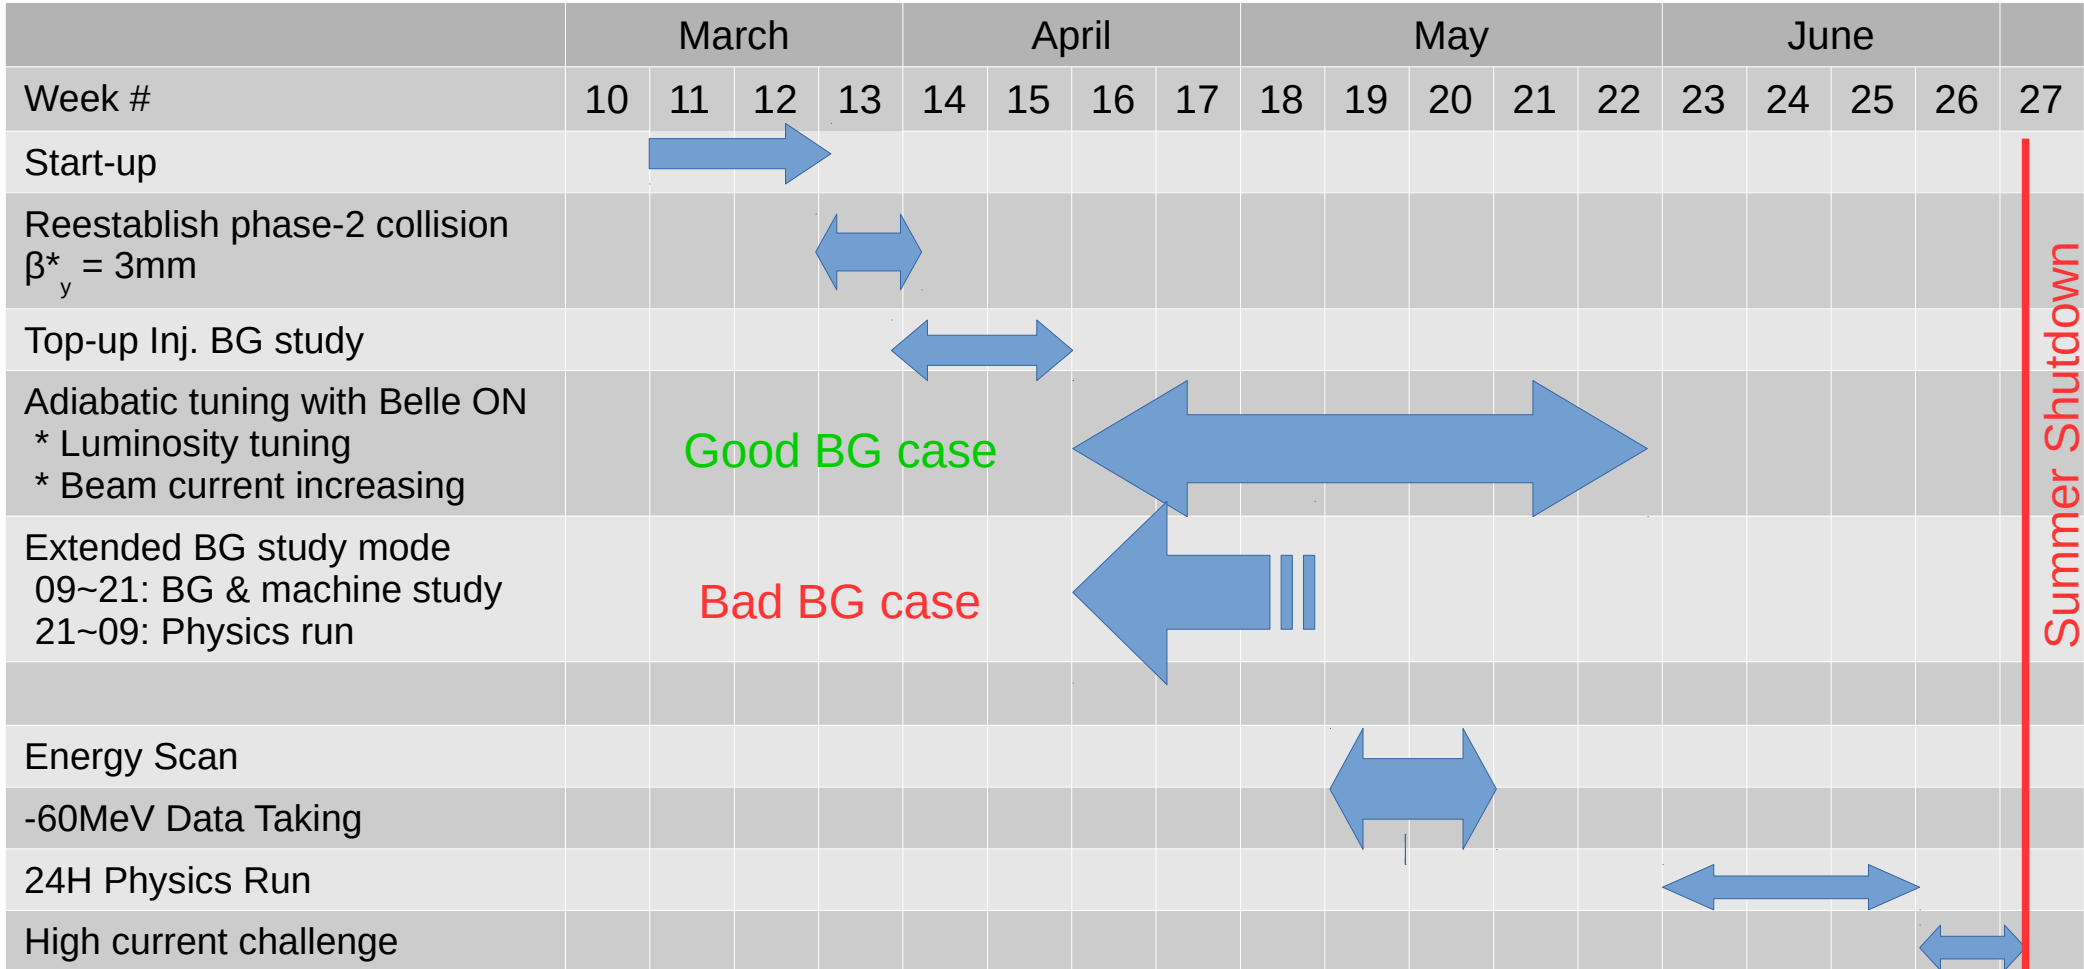 March April May June
Week # 10 11 12 13 14 15 16 17 18 19 20 21 22 23 24 25 26 27
Start-up
Reestablish phase-2 collision
β*y = 3mm
Top-up Inj. BG study
Adiabatic tuning with Belle ON
* Luminosity tuning
* Beam current increasing
Good BG case
Extended BG study mode
09~21: BG & machine study
21~09: Physics run
Bad BG case
Energy Scan
-60MeV Data Taking
24H Physics Run
High current challenge
Summer Shutdown